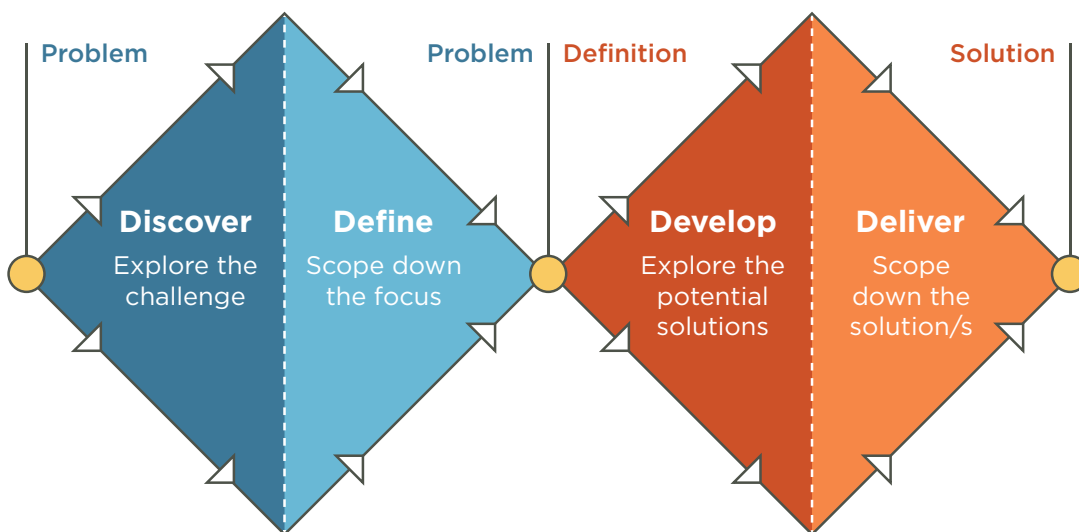 Problem
Problem
Definition
Solution
Discover
Explore the
challenge
Define
Scope down
the focus
Develop
Explore the
potential
solutions
Deliver
Scope
down the
solution/s